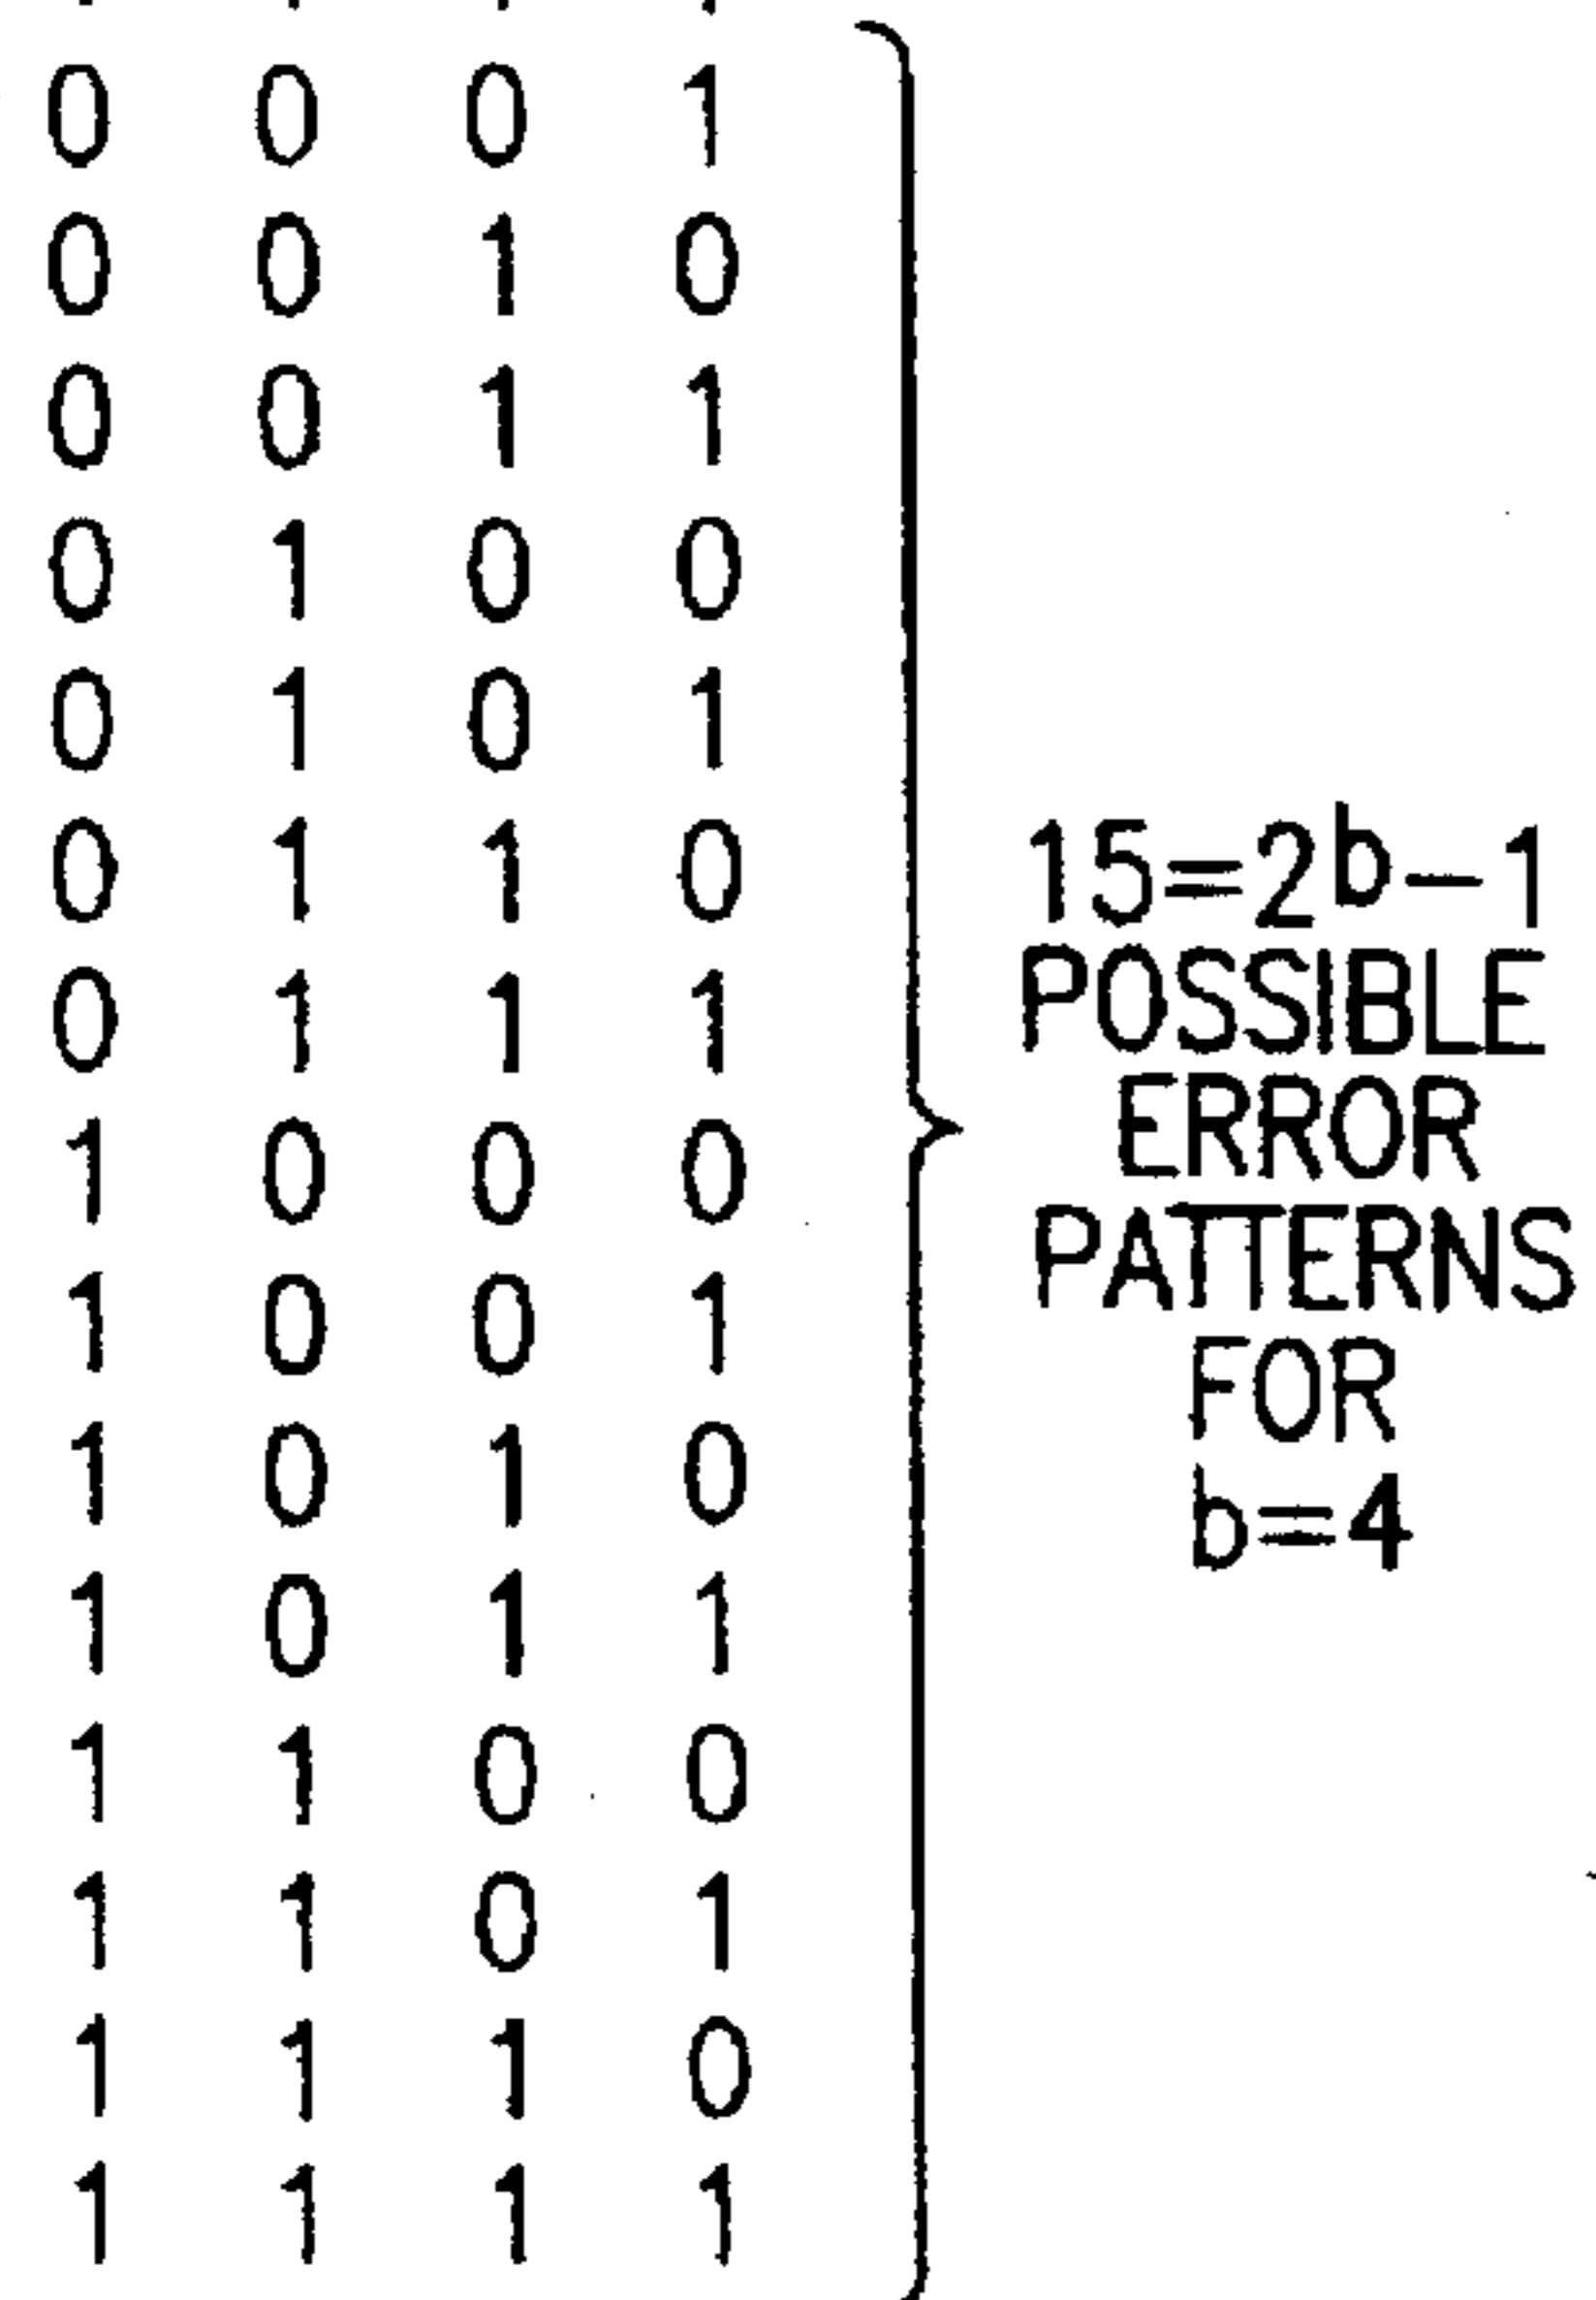 0 0 0 1
0 0 1 0
0 0 1 1
0 1 0 0
0 1 0 1
0 1 1 0
0 1 1 1
1 0 0 0
1 0 0 1
1 0 1 0
1 0 1 1
1 1 0 0
1 1 0 1
1 1 1 0
1 1 1 1
15=2ᵇ–1
POSSIBLE
ERROR
PATTERNS
FOR
b=4